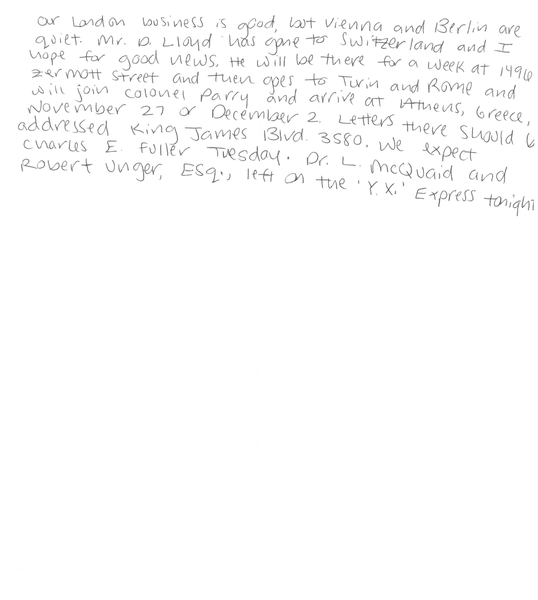 our London business is good, but Vienna and Berlin are
quiet. Mr. D. Lloyd has gone to Switzerland and I
hope for good news. He will be there for a week at 1496
zermott street and then goes to Turin and Rome and
will join Colonel Parry and arrive at Athens, Greece,
November 27 or December 2. Letters there should
addressed King James Blvd. 3580. We expect
Charles E. Fuller Tuesday. Dr. L. McQuaid and
Robert Unger, ESQ., left on the 'Y.X.' Express tonight